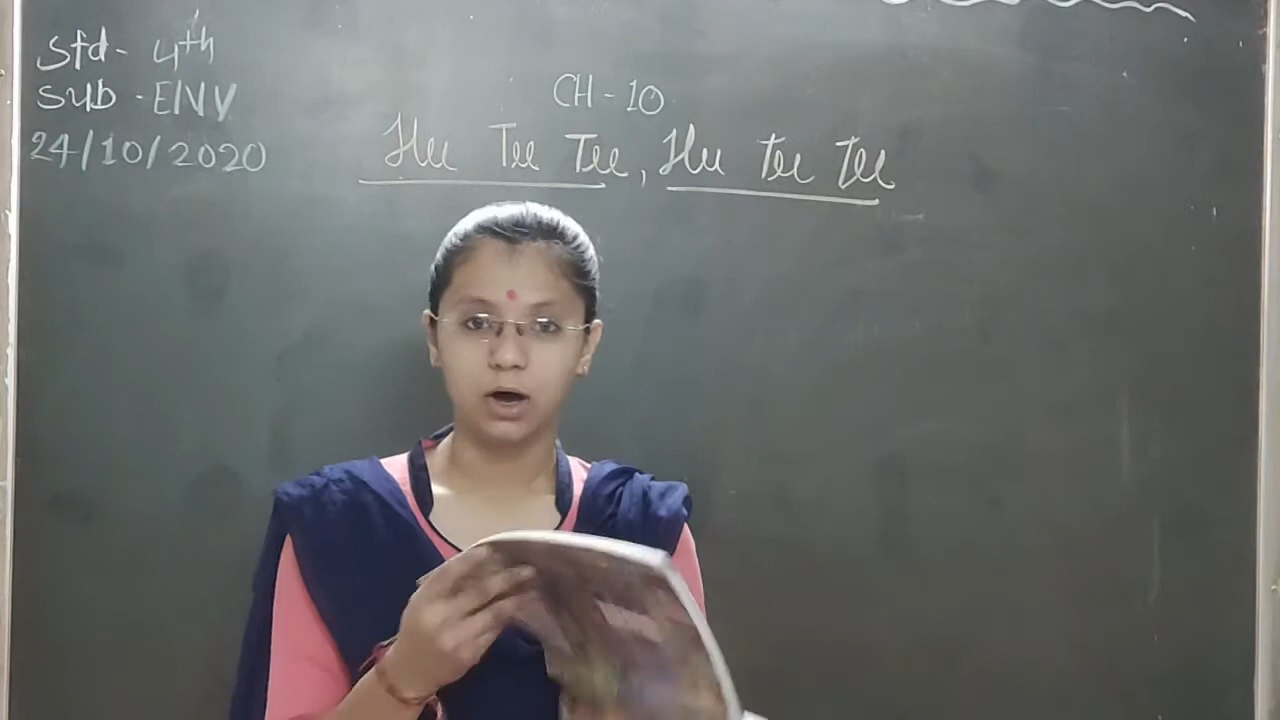 Std - 4th
Sub - ENV
24/10/2020
CH - 10
Hu Tu Tu, Hu tu tu